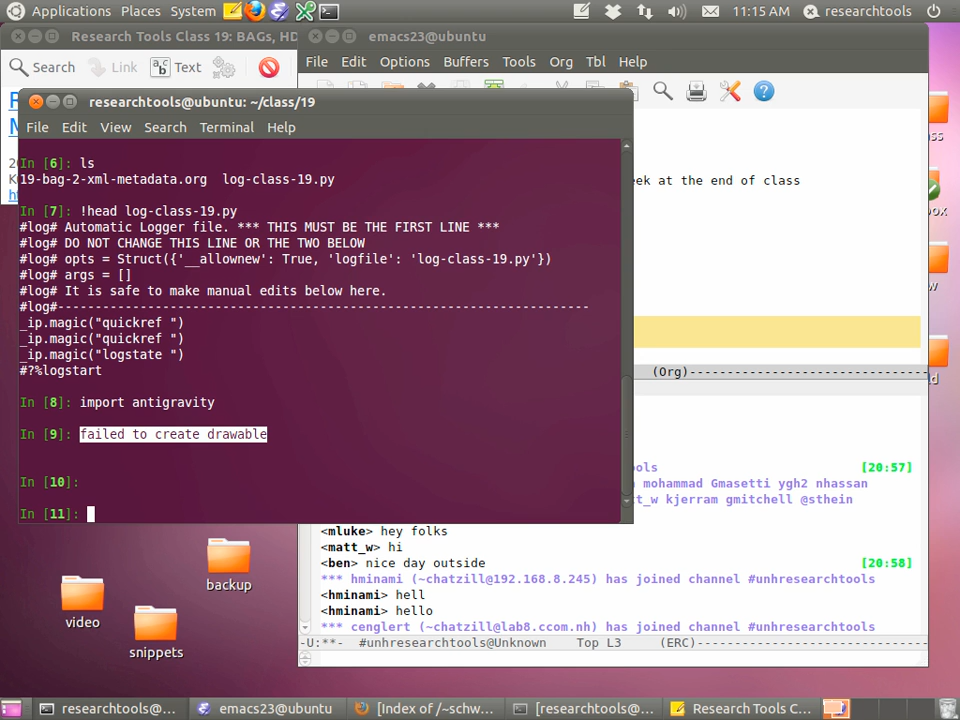 Applications Places System 11:15 AM researchtools
Research Tools Class 19: BAGs, HD
Search Link Text
emacs23@ubuntu
File Edit Options Buffers Tools Org Tbl Help
researchtools@ubuntu: ~/class/19
File Edit View Search Terminal Help
In [6]: ls
19-bag-2-xml-metadata.org log-class-19.py
In [7]: !head log-class-19.py
#log# Automatic Logger file. *** THIS MUST BE THE FIRST LINE ***
#log# DO NOT CHANGE THIS LINE OR THE TWO BELOW
#log# opts = Struct({'__allownew': True, 'logfile': 'log-class-19.py'})
#log# args = []
#log# It is safe to make manual edits below here.
#log#-----------------------------------------------------------------------
_ip.magic("quickref ")
_ip.magic("quickref ")
_ip.magic("logstate ")
#?%logstart
In [8]: import antigravity
In [9]: failed to create drawable
In [10]:
In [11]:
eek at the end of class
(Org)--------------------------------
ools [20:57]
mohammad Gmasetti ygh2 nhassan
tt_w kjerram gmitchell @sthein
<mluke> hey folks
<matt_w> hi
<ben> nice day outside [20:58]
*** hminami (~chatzill@192.168.8.245) has joined channel #unhresearchtools
<hminami> hell
<hminami> hello
*** cenglert (~chatzill@lab8.ccom.nh) has joined channel #unhresearchtools
-U:**- #unhresearchtools@Unknown Top L3 (ERC)-------------------------------
backup
video
snippets
researchtools@... emacs23@ubuntu [Index of /~schw... [researchtools@... Research Tools C...